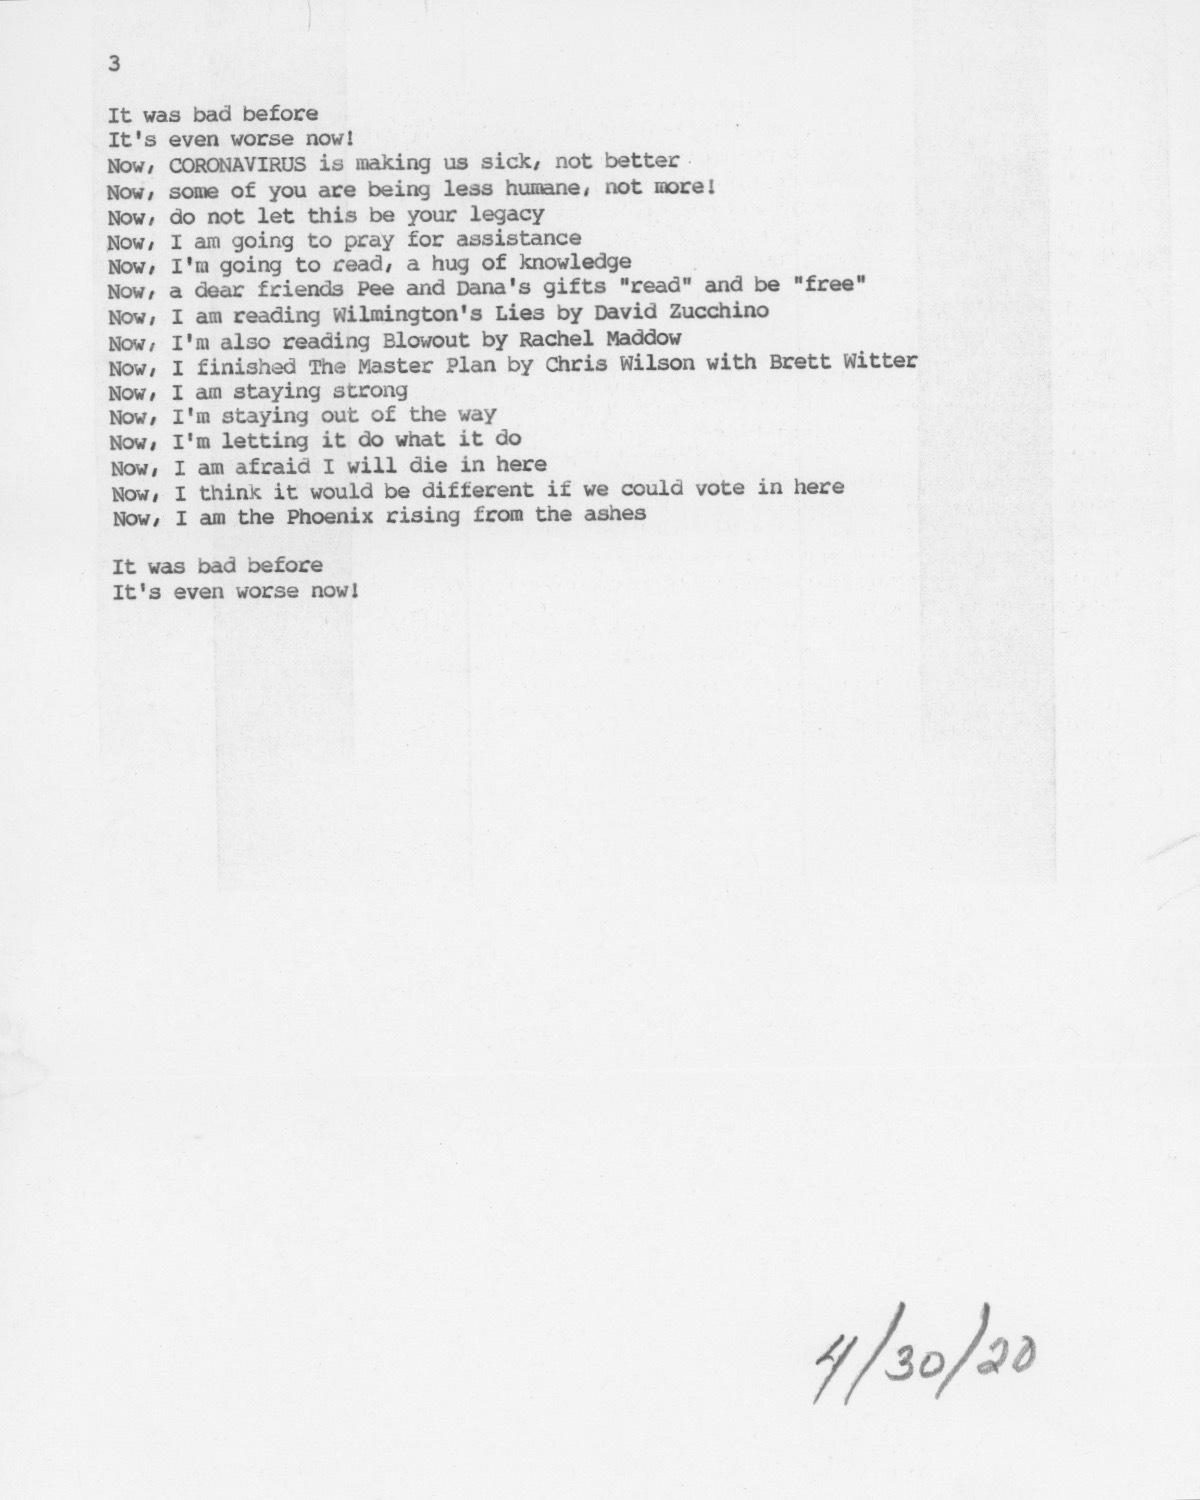 3
It was bad before
It's even worse now!
Now, CORONAVIRUS is making us sick, not better
Now, some of you are being less humane, not more!
Now, do not let this be your legacy
Now, I am going to pray for assistance
Now, I'm going to read, a hug of knowledge
Now, a dear friends Pee and Dana's gifts "read" and be "free"
Now, I am reading Wilmington's Lies by David Zucchino
Now, I'm also reading Blowout by Rachel Maddow
Now, I finished The Master Plan by Chris Wilson with Brett Witter
Now, I am staying strong
Now, I'm staying out of the way
Now, I'm letting it do what it do
Now, I am afraid I will die in here
Now, I think it would be different if we could vote in here
Now, I am the Phoenix rising from the ashes
It was bad before
It's even worse now!
4/30/20